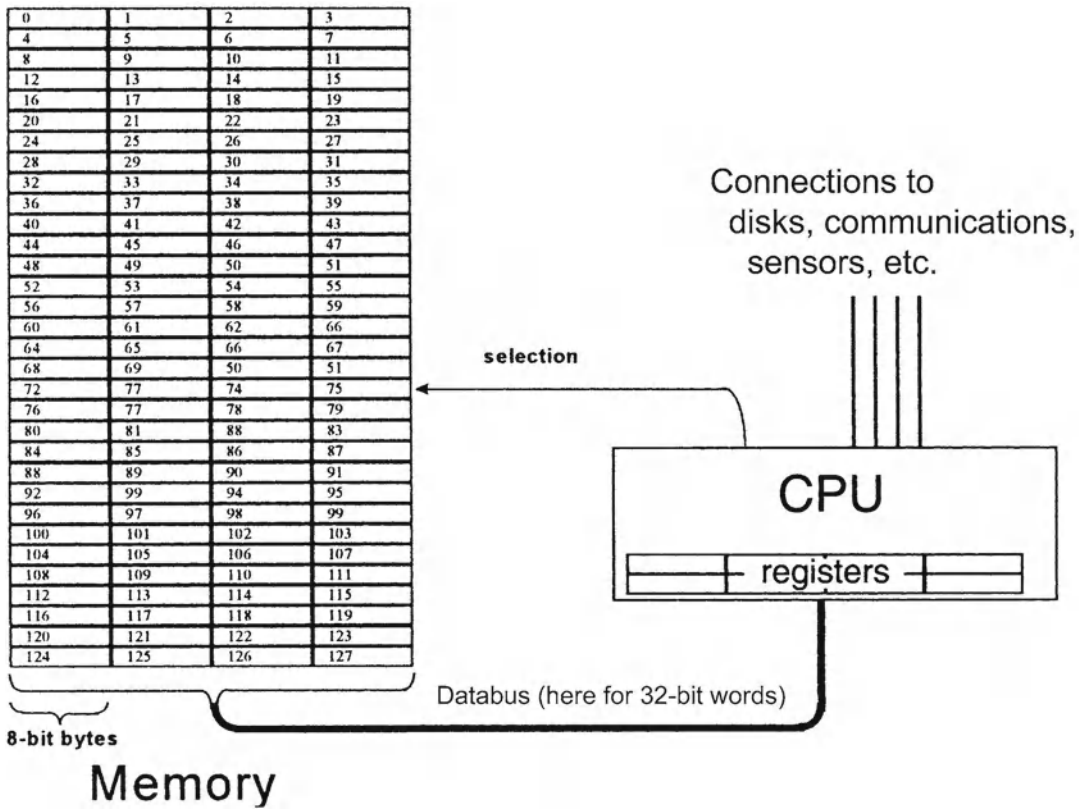 0 1 2 3
4 5 6 7
8 9 10 11
12 13 14 15
16 17 18 19
20 21 22 23
24 25 26 27
28 29 30 31
32 33 34 35
36 37 38 39
40 41 42 43
44 45 46 47
48 49 50 51
52 53 54 55
56 57 58 59
60 61 62 66
64 65 66 67
68 69 50 51
72 77 74 75
76 77 78 79
80 81 88 83
84 85 86 87
88 89 90 91
92 99 94 95
96 97 98 99
100 101 102 103
104 105 106 107
108 109 110 111
112 113 114 115
116 117 118 119
120 121 122 123
124 125 126 127
8-bit bytes
Memory
selection
Databus (here for 32-bit words)
Connections to
disks, communications,
sensors, etc.
CPU
registers